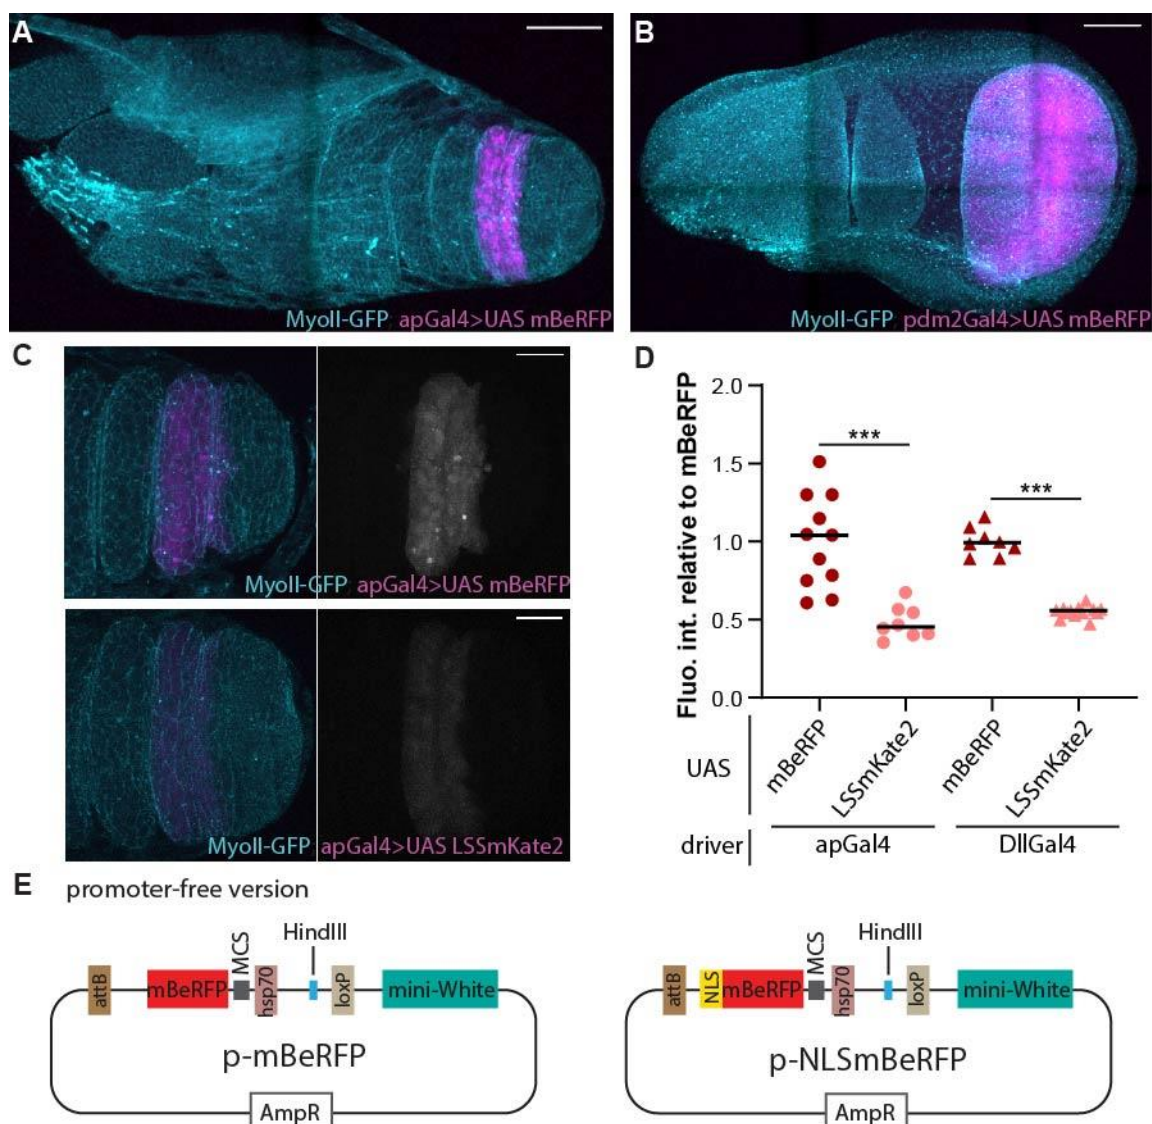 A
MyoII-GFP apGal4>UAS mBeRFP
B
MyoII-GFP pdm2Gal4>UAS mBeRFP
C
MyoII-GFP apGal4>UAS mBeRFP
MyoII-GFP apGal4>UAS LSSmKate2
D
Fluo. int. relative to mBeRFP
2.0
1.5
1.0
0.5
0.0
***
***
UAS
mBeRFP
LSSmKate2
mBeRFP
LSSmKate2
driver
apGal4
DllGal4
E
promoter-free version
attB
mBeRFP
MCS
hsp70
HindIII
loxP
mini-White
p-mBeRFP
AmpR
attB
NLS
mBeRFP
MCS
hsp70
HindIII
loxP
mini-White
p-NLSmBeRFP
AmpR